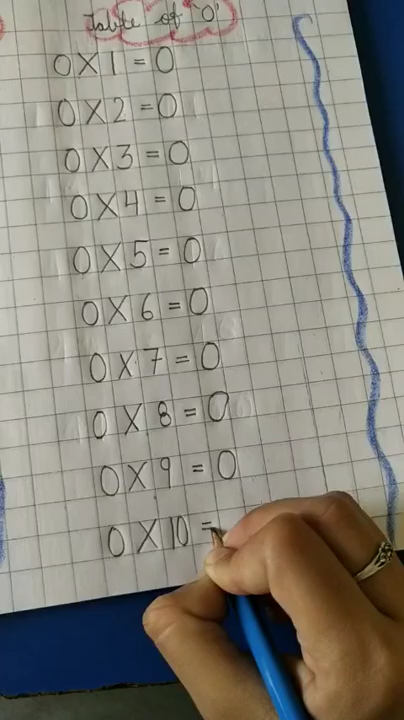 Table of '0'
0 X 1 = 0
0 X 2 = 0
0 X 3 = 0
0 X 4 = 0
0 X 5 = 0
0 X 6 = 0
0 X 7 = 0
0 X 8 = 0
0 X 9 = 0
0 X 10 =